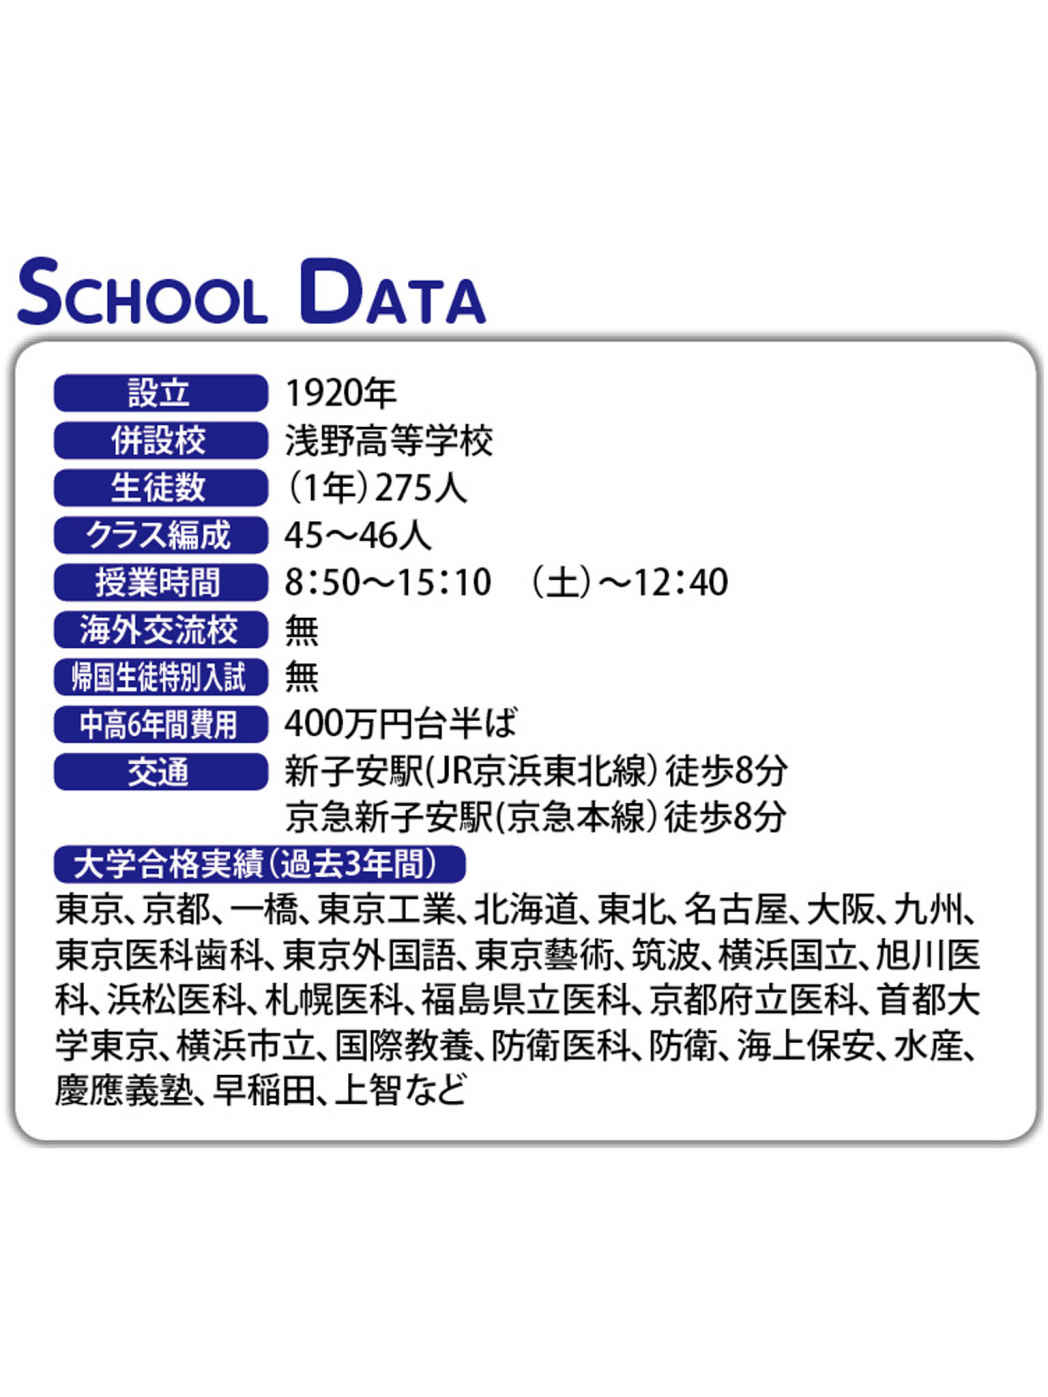 SCHOOL DATA
設立 1920年
併設校 浅野高等学校
生徒数 (1年)275人
クラス編成 45〜46人
授業時間 8:50〜15:10 (土)〜12:40
海外交流校 無
帰国生徒特別入試 無
中高6年間費用 400万円台半ば
交通 新子安駅(JR京浜東北線)徒歩8分
京急新子安駅(京急本線)徒歩8分
大学合格実績(過去3年間)
東京、京都、一橋、東京工業、北海道、東北、名古屋、大阪、九州、
東京医科歯科、東京外国語、東京藝術、筑波、横浜国立、旭川医
科、浜松医科、札幌医科、福島県立医科、京都府立医科、首都大
学東京、横浜市立、国際教養、防衛医科、防衛、海上保安、水産、
慶應義塾、早稲田、上智など